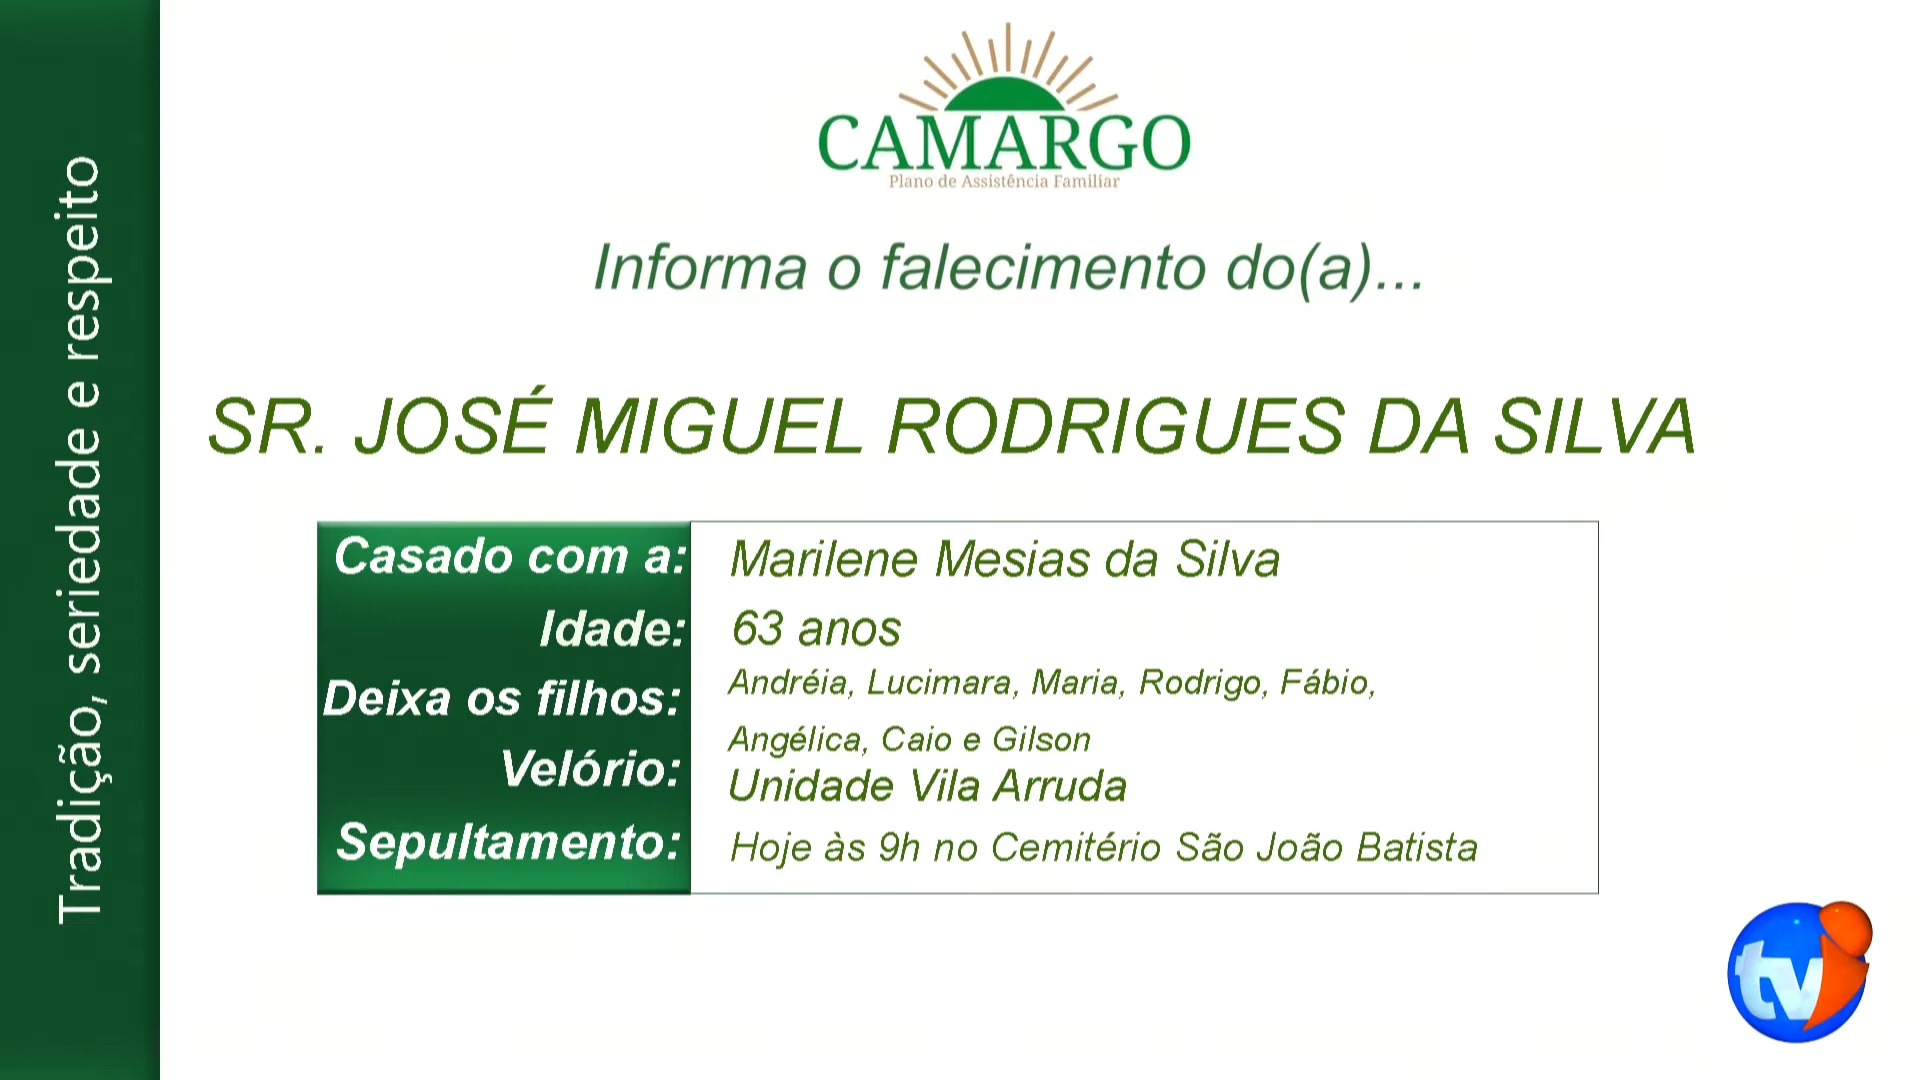 Tradição, seriedade e respeito
CAMARGO
Plano de Assistência Familiar
Informa o falecimento do(a)...
SR. JOSÉ MIGUEL RODRIGUES DA SILVA
Casado com a: Marilene Mesias da Silva
Idade: 63 anos
Deixa os filhos: Andréia, Lucimara, Maria, Rodrigo, Fábio,
Angélica, Caio e Gilson
Velório: Unidade Vila Arruda
Sepultamento: Hoje às 9h no Cemitério São João Batista
tvi